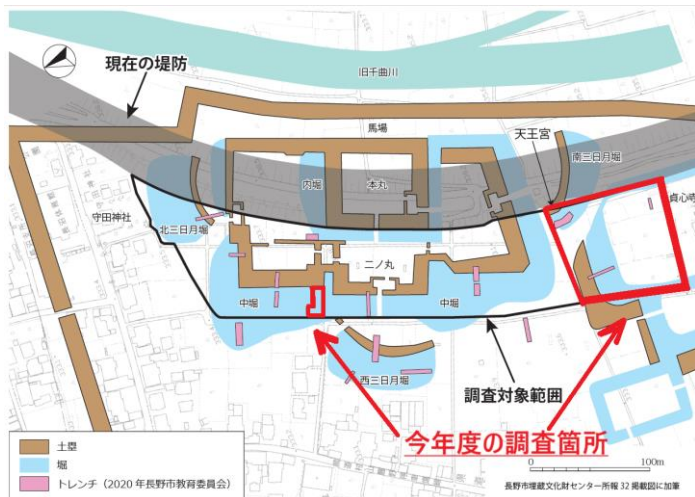 旧千曲川
現在の堤防
馬場
天王宮
南三日月堀
内堀
本丸
貞心寺
守田神社
北三日月堀
二ノ丸
中堀
中堀
西三日月堀
調査対象範囲
今年度の調査箇所
土塁
堀
トレンチ（2020 年長野市教育委員会）
0
100m
長野市埋蔵文化財センター所報 32 掲載図に加筆